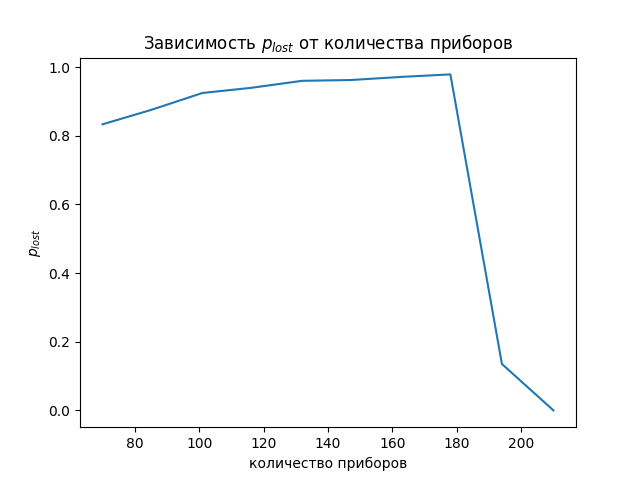 Зависимость p_lost от количества приборов
1.0
0.8
0.6
0.4
0.2
0.0
p_lost
80 100 120 140 160 180 200
количество приборов